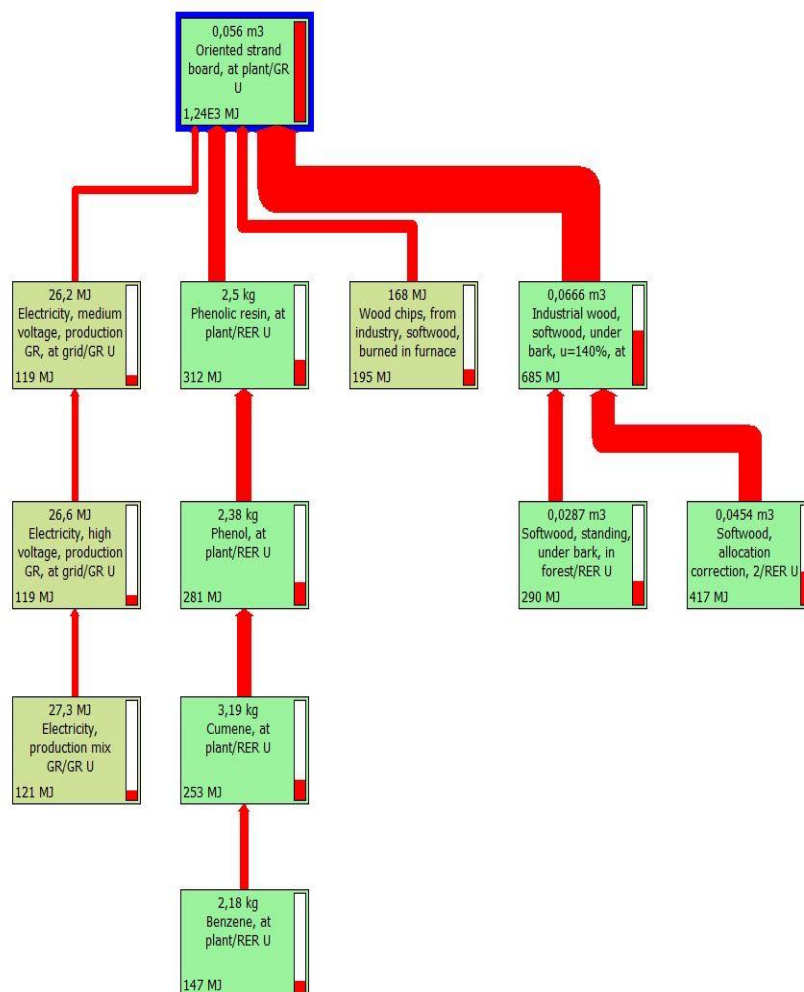 0,056 m3
Oriented strand
board, at plant/GR
U
1,24E3 MJ
26,2 MJ
Electricity, medium
voltage, production
GR, at grid/GR U
119 MJ
2,5 kg
Phenolic resin, at
plant/RER U
312 MJ
168 MJ
Wood chips, from
industry, softwood,
burned in furnace
195 MJ
0,0666 m3
Industrial wood,
softwood, under
bark, u=140%, at
685 MJ
26,6 MJ
Electricity, high
voltage, production
GR, at grid/GR U
119 MJ
2,38 kg
Phenol, at
plant/RER U
281 MJ
0,0287 m3
Softwood, standing,
under bark, in
forest/RER U
290 MJ
0,0454 m3
Softwood,
allocation
correction, 2/RER U
417 MJ
27,3 MJ
Electricity,
production mix
GR/GR U
121 MJ
3,19 kg
Cumene, at
plant/RER U
253 MJ
2,18 kg
Benzene, at
plant/RER U
147 MJ